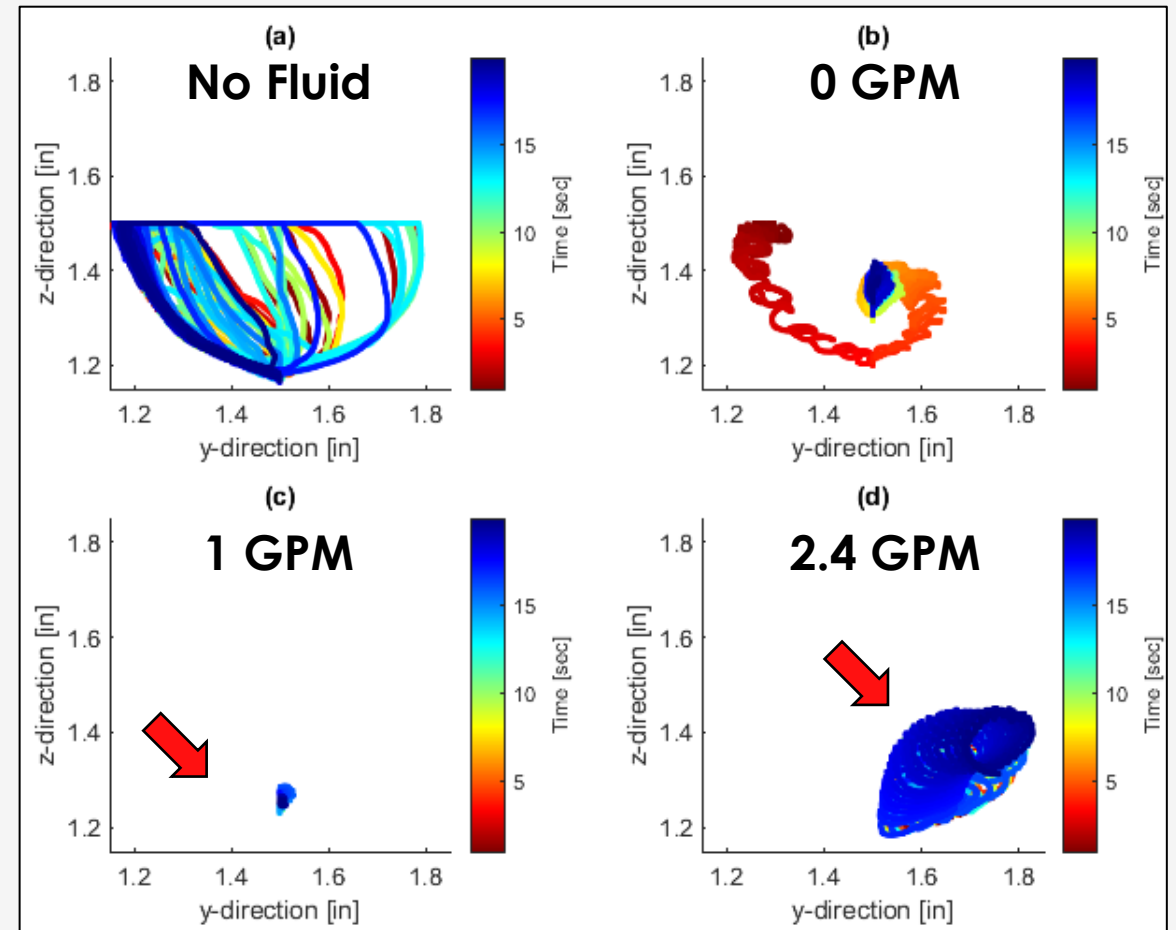 (a)
No Fluid
1.8
1.6
1.4
1.2
z-direction [in]
1.2 1.4 1.6 1.8
y-direction [in]
15
10
5
Time [sec]
(b)
0 GPM
1.8
1.6
1.4
1.2
z-direction [in]
1.2 1.4 1.6 1.8
y-direction [in]
15
10
5
Time [sec]
(c)
1 GPM
1.8
1.6
1.4
1.2
z-direction [in]
1.2 1.4 1.6 1.8
y-direction [in]
15
10
5
Time [sec]
(d)
2.4 GPM
1.8
1.6
1.4
1.2
z-direction [in]
1.2 1.4 1.6 1.8
y-direction [in]
15
10
5
Time [sec]